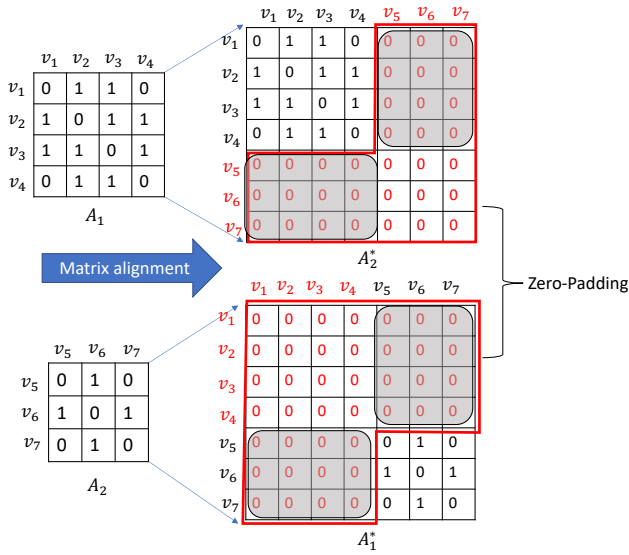 v₁ v₂ v₃ v₄ v₅ v₆ v₇
v₁ 0 1 1 0 0 0 0
v₂ 1 0 1 1 0 0 0
v₃ 1 1 0 1 0 0 0
v₄ 0 1 1 0 0 0 0
v₅ 0 0 0 0 0 0 0
v₆ 0 0 0 0 0 0 0
v₇ 0 0 0 0 0 0 0
A₂*
v₁ v₂ v₃ v₄
v₁ 0 1 1 0
v₂ 1 0 1 1
v₃ 1 1 0 1
v₄ 0 1 1 0
A₁
Matrix alignment
Zero-Padding
v₁ v₂ v₃ v₄ v₅ v₆ v₇
v₁ 0 0 0 0 0 0 0
v₂ 0 0 0 0 0 0 0
v₃ 0 0 0 0 0 0 0
v₄ 0 0 0 0 0 0 0
v₅ 0 0 0 0 0 1 0
v₆ 0 0 0 0 1 0 1
v₇ 0 0 0 0 0 1 0
A₁*
v₅ v₆ v₇
v₅ 0 1 0
v₆ 1 0 1
v₇ 0 1 0
A₂